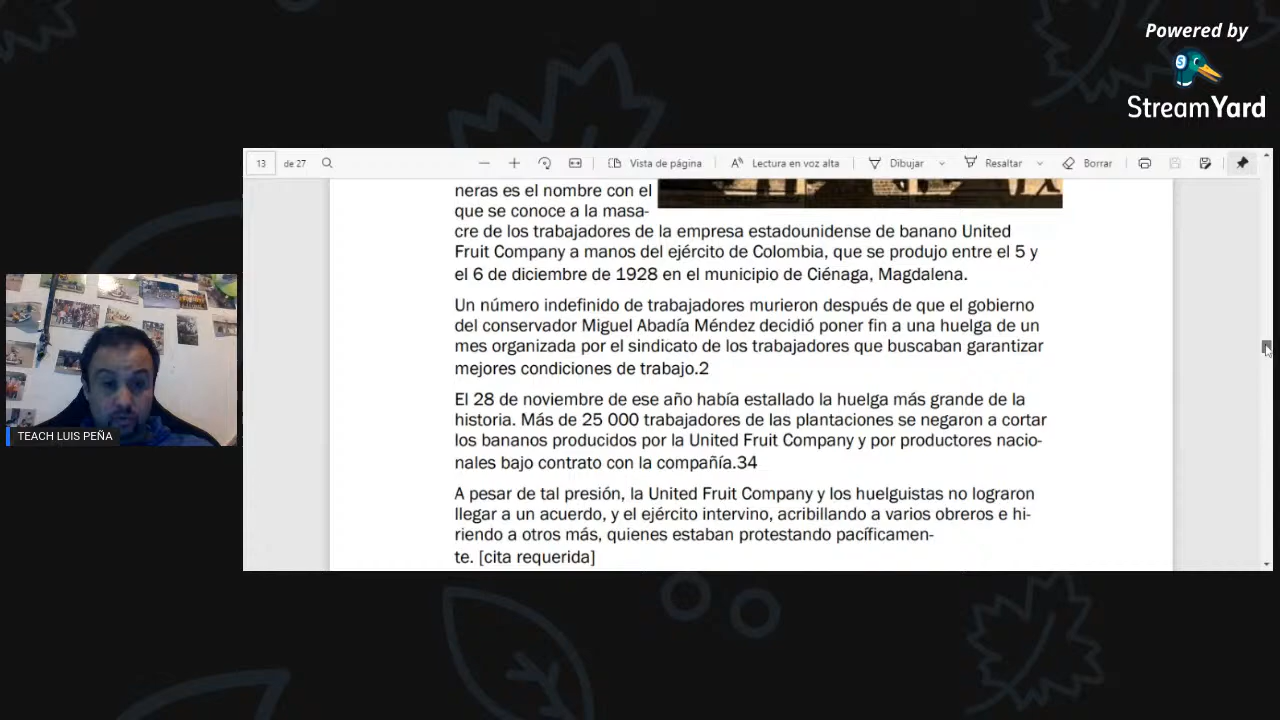 Powered by
StreamYard
13 de 27
Vista de página
Lectura en voz alta
Dibujar
Resaltar
Borrar
neras es el nombre con el
que se conoce a la masa-
cre de los trabajadores de la empresa estadounidense de banano United
Fruit Company a manos del ejército de Colombia, que se produjo entre el 5 y
el 6 de diciembre de 1928 en el municipio de Ciénaga, Magdalena.
Un número indefinido de trabajadores murieron después de que el gobierno
del conservador Miguel Abadía Méndez decidió poner fin a una huelga de un
mes organizada por el sindicato de los trabajadores que buscaban garantizar
mejores condiciones de trabajo.2
El 28 de noviembre de ese año había estallado la huelga más grande de la
historia. Más de 25 000 trabajadores de las plantaciones se negaron a cortar
los bananos producidos por la United Fruit Company y por productores nacio-
nales bajo contrato con la compañía.34
A pesar de tal presión, la United Fruit Company y los huelguistas no lograron
llegar a un acuerdo, y el ejército intervino, acribillando a varios obreros e hi-
riendo a otros más, quienes estaban protestando pacíficamen-
te. [cita requerida]
TEACH LUIS PEÑA